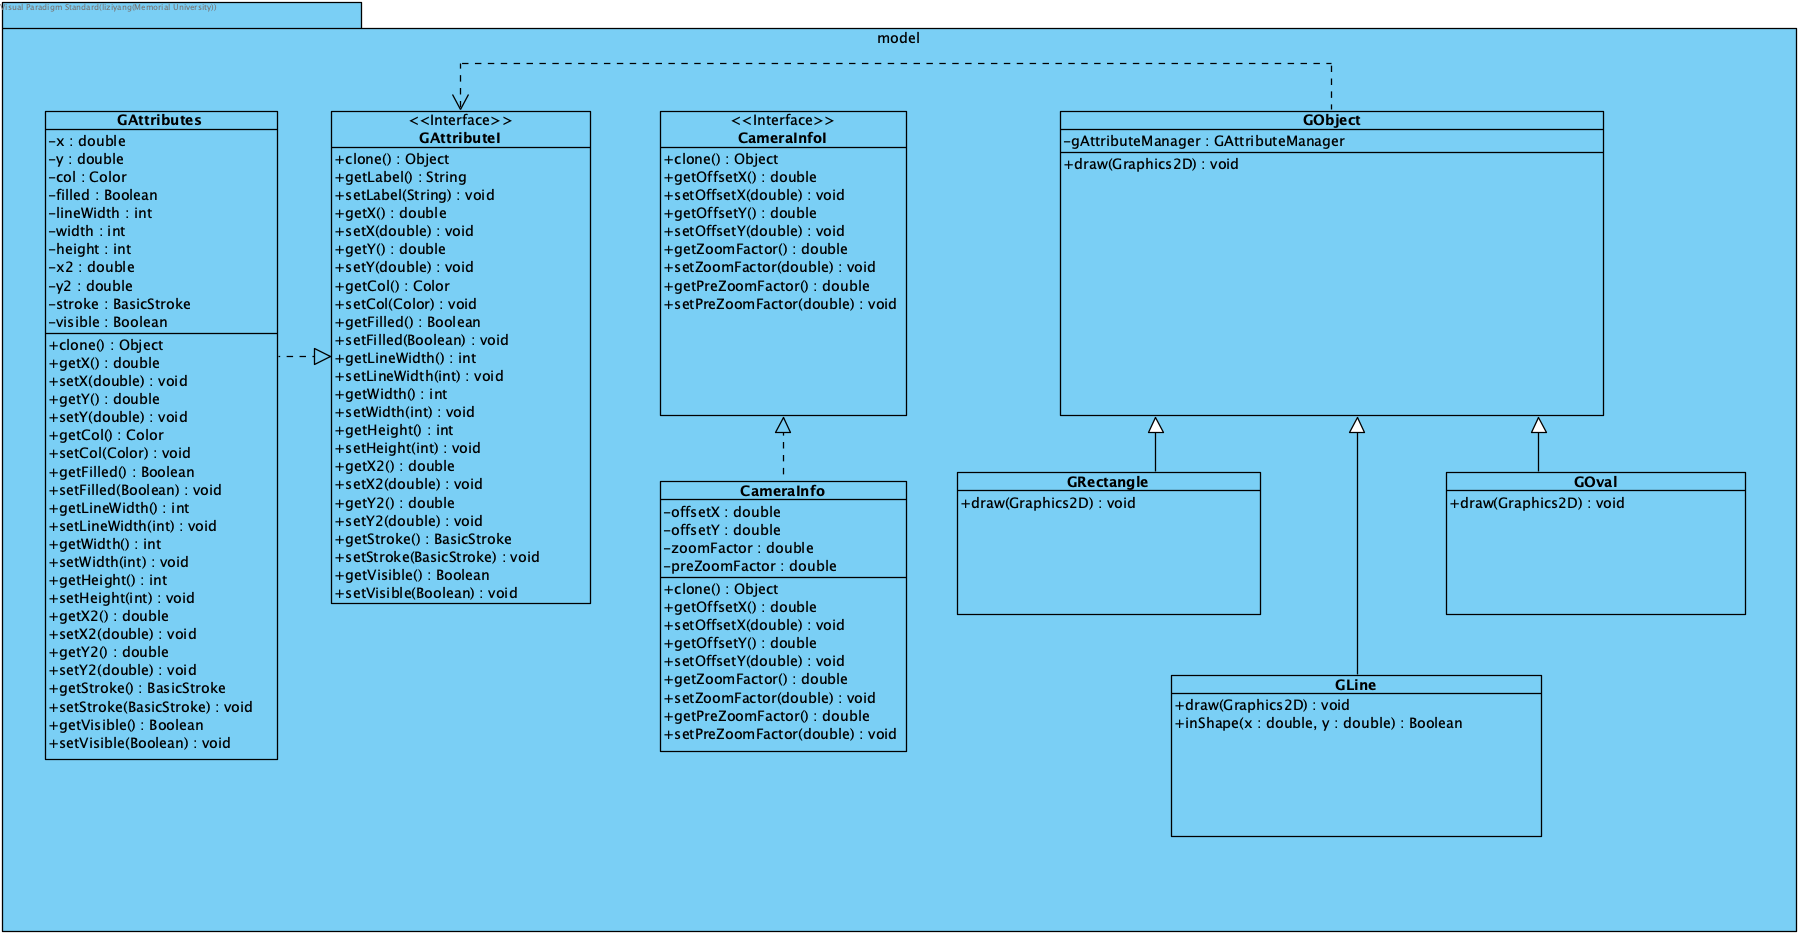 Visual Paradigm Standard(liziyang(Memorial University))
model
GAttributes
-x : double
-y : double
-col : Color
-filled : Boolean
-lineWidth : int
-width : int
-height : int
-x2 : double
-y2 : double
-stroke : BasicStroke
-visible : Boolean
+clone() : Object
+getX() : double
+setX(double) : void
+getY() : double
+setY(double) : void
+getCol() : Color
+setCol(Color) : void
+getFilled() : Boolean
+setFilled(Boolean) : void
+getLineWidth() : int
+setLineWidth(int) : void
+getWidth() : int
+setWidth(int) : void
+getHeight() : int
+setHeight(int) : void
+getX2() : double
+setX2(double) : void
+getY2() : double
+setY2(double) : void
+getStroke() : BasicStroke
+setStroke(BasicStroke) : void
+getVisible() : Boolean
+setVisible(Boolean) : void
<<Interface>>
GAttributeI
+clone() : Object
+getLabel() : String
+setLabel(String) : void
+getX() : double
+setX(double) : void
+getY() : double
+setY(double) : void
+getCol() : Color
+setCol(Color) : void
+getFilled() : Boolean
+setFilled(Boolean) : void
+getLineWidth() : int
+setLineWidth(int) : void
+getWidth() : int
+setWidth(int) : void
+getHeight() : int
+setHeight(int) : void
+getX2() : double
+setX2(double) : void
+getY2() : double
+setY2(double) : void
+getStroke() : BasicStroke
+setStroke(BasicStroke) : void
+getVisible() : Boolean
+setVisible(Boolean) : void
<<Interface>>
CameraInfoI
+clone() : Object
+getOffsetX() : double
+setOffsetX(double) : void
+getOffsetY() : double
+setOffsetY(double) : void
+getZoomFactor() : double
+setZoomFactor(double) : void
+getPreZoomFactor() : double
+setPreZoomFactor(double) : void
CameraInfo
-offsetX : double
-offsetY : double
-zoomFactor : double
-preZoomFactor : double
+clone() : Object
+getOffsetX() : double
+setOffsetX(double) : void
+getOffsetY() : double
+setOffsetY(double) : void
+getZoomFactor() : double
+setZoomFactor(double) : void
+getPreZoomFactor() : double
+setPreZoomFactor(double) : void
GObject
-gAttributeManager : GAttributeManager
+draw(Graphics2D) : void
GRectangle
+draw(Graphics2D) : void
GOval
+draw(Graphics2D) : void
GLine
+draw(Graphics2D) : void
+inShape(x : double, y : double) : Boolean